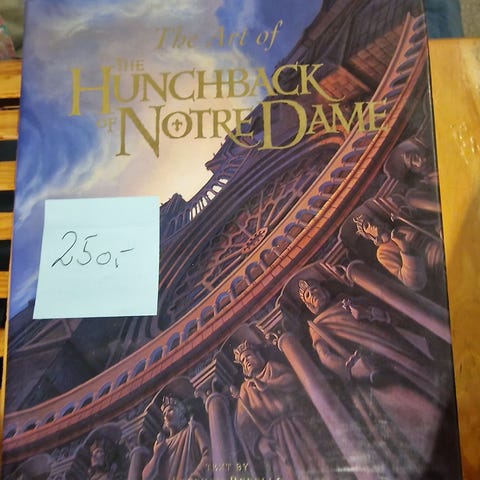 The Art of
THE
HUNCHBACK
OF NOTRE DAME
250,-
TEXT BY